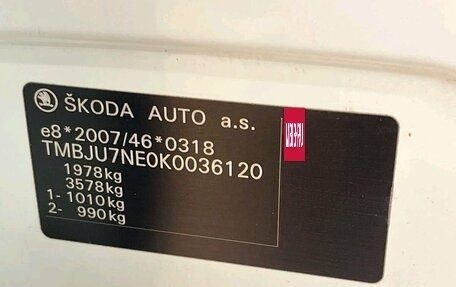 ŠKODA AUTO a.s.
e8*2007/46*0318
TMBJU7NE0K0036120
1978kg
3578kg
1- 1010kg
2- 990kg